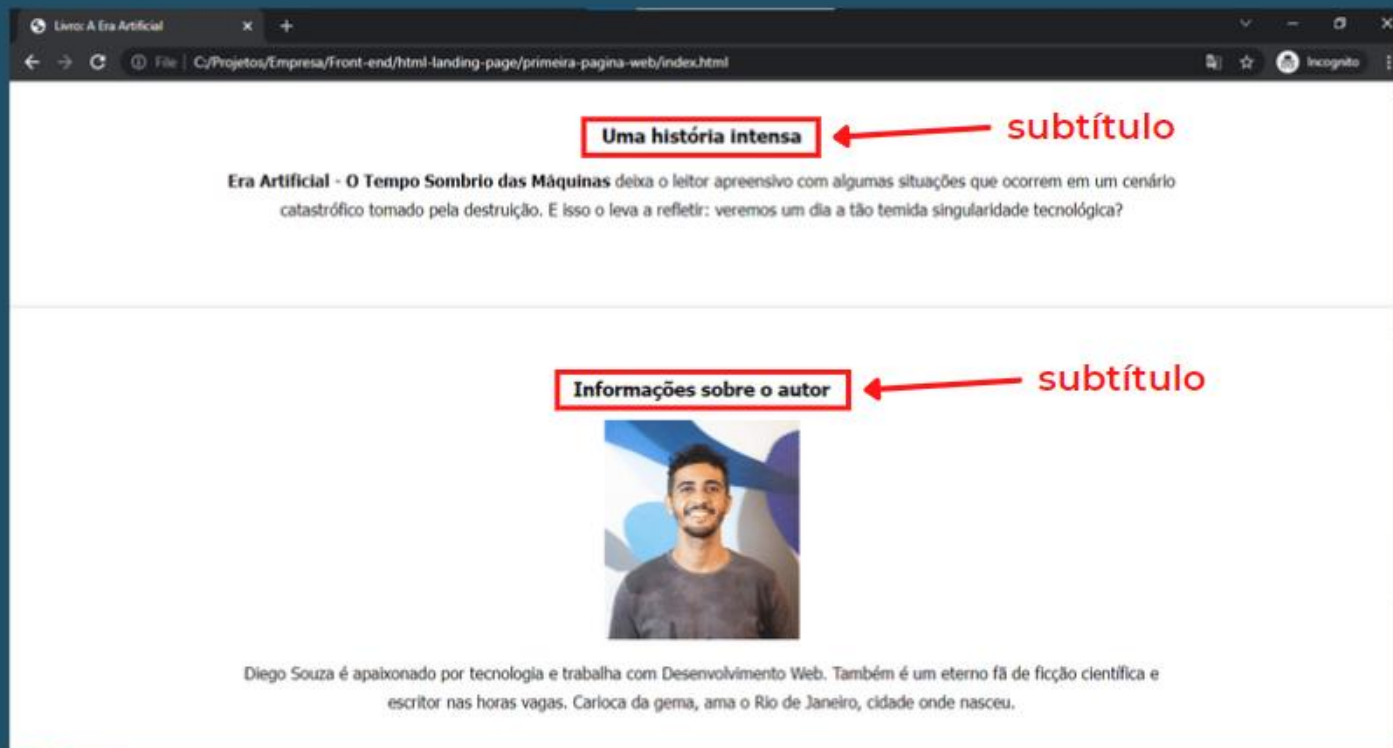 Livro: A Era Artificial
File | C:/Projetos/Empresa/Front-end/html-landing-page/primeira-pagina-web/index.html
Incognito
Uma história intensa
subtítulo
Era Artificial - O Tempo Sombrio das Máquinas deixa o leitor apreensivo com algumas situações que ocorrem em um cenário
catastrófico tomado pela destruição. E isso o leva a refletir: veremos um dia a tão temida singularidade tecnológica?
Informações sobre o autor
subtítulo
Diego Souza é apaixonado por tecnologia e trabalha com Desenvolvimento Web. Também é um eterno fã de ficção científica e
escritor nas horas vagas. Carioca da gema, ama o Rio de Janeiro, cidade onde nasceu.